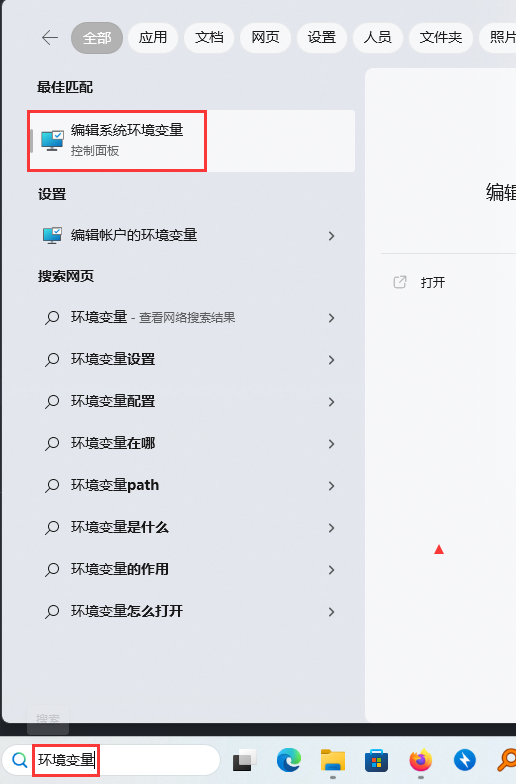 全部 应用 文档 网页 设置 人员 文件夹 照片
最佳匹配
编辑系统环境变量
控制面板
编辑
设置
编辑帐户的环境变量
打开
搜索网页
环境变量 - 查看网络搜索结果
环境变量设置
环境变量配置
环境变量在哪
环境变量path
环境变量是什么
环境变量的作用
环境变量怎么打开
搜索
环境变量